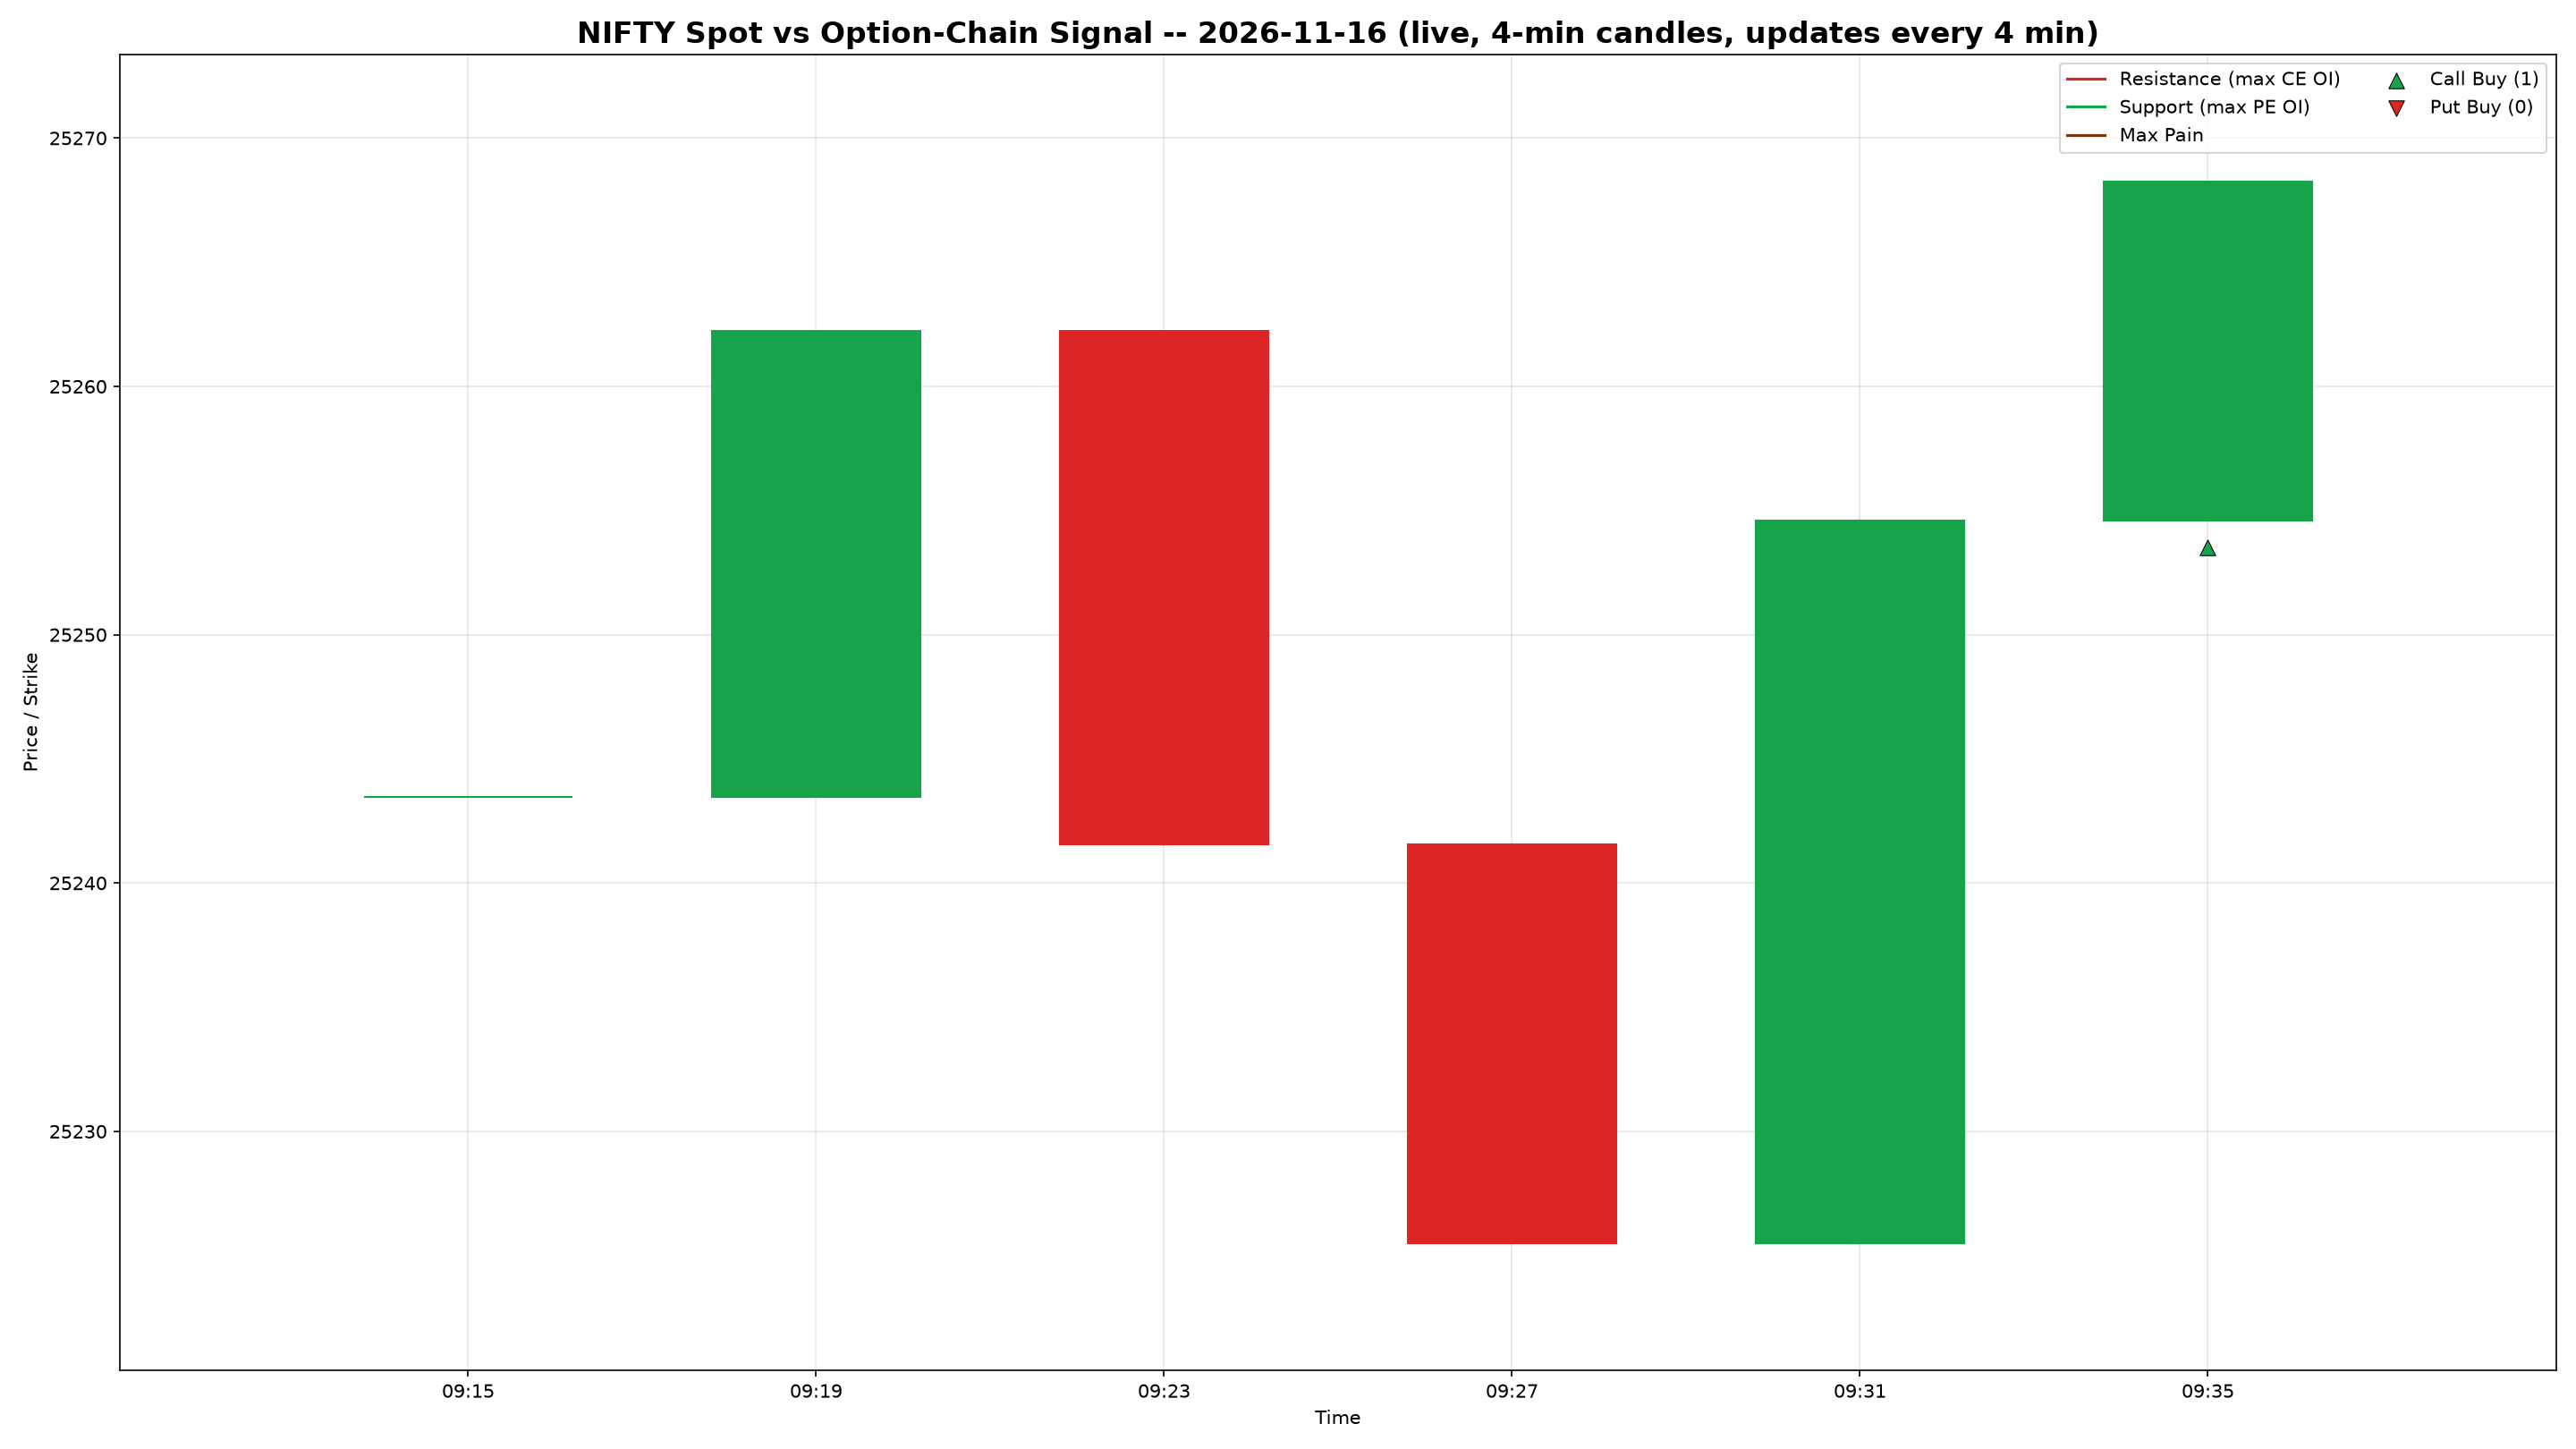 NIFTY Spot vs Option-Chain Signal -- 2026-11-16 (live, 4-min candles, updates every 4 min)
Resistance (max CE OI)
Support (max PE OI)
Max Pain
Call Buy (1)
Put Buy (0)
25270
25260
25250
25240
25230
Price / Strike
09:15
09:19
09:23
09:27
09:31
09:35
Time